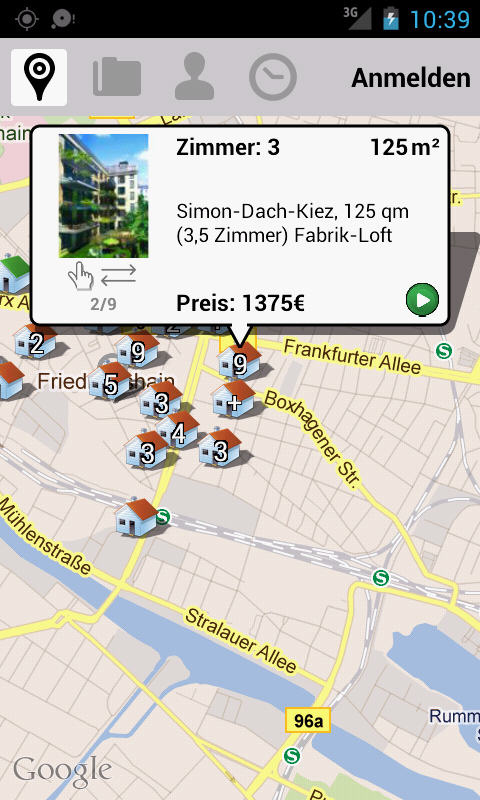 3G
10:39
Anmelden
Zimmer: 3
125 m²
Simon-Dach-Kiez, 125 qm
(3,5 Zimmer) Fabrik-Loft
2/9
Preis: 1375€
2
9
9
Frankfurter Allee
S
5
3
+
Boxhagener Str.
4
3
3
S
Mühlenstraße
S
Stralauer Allee
96a
S
Google